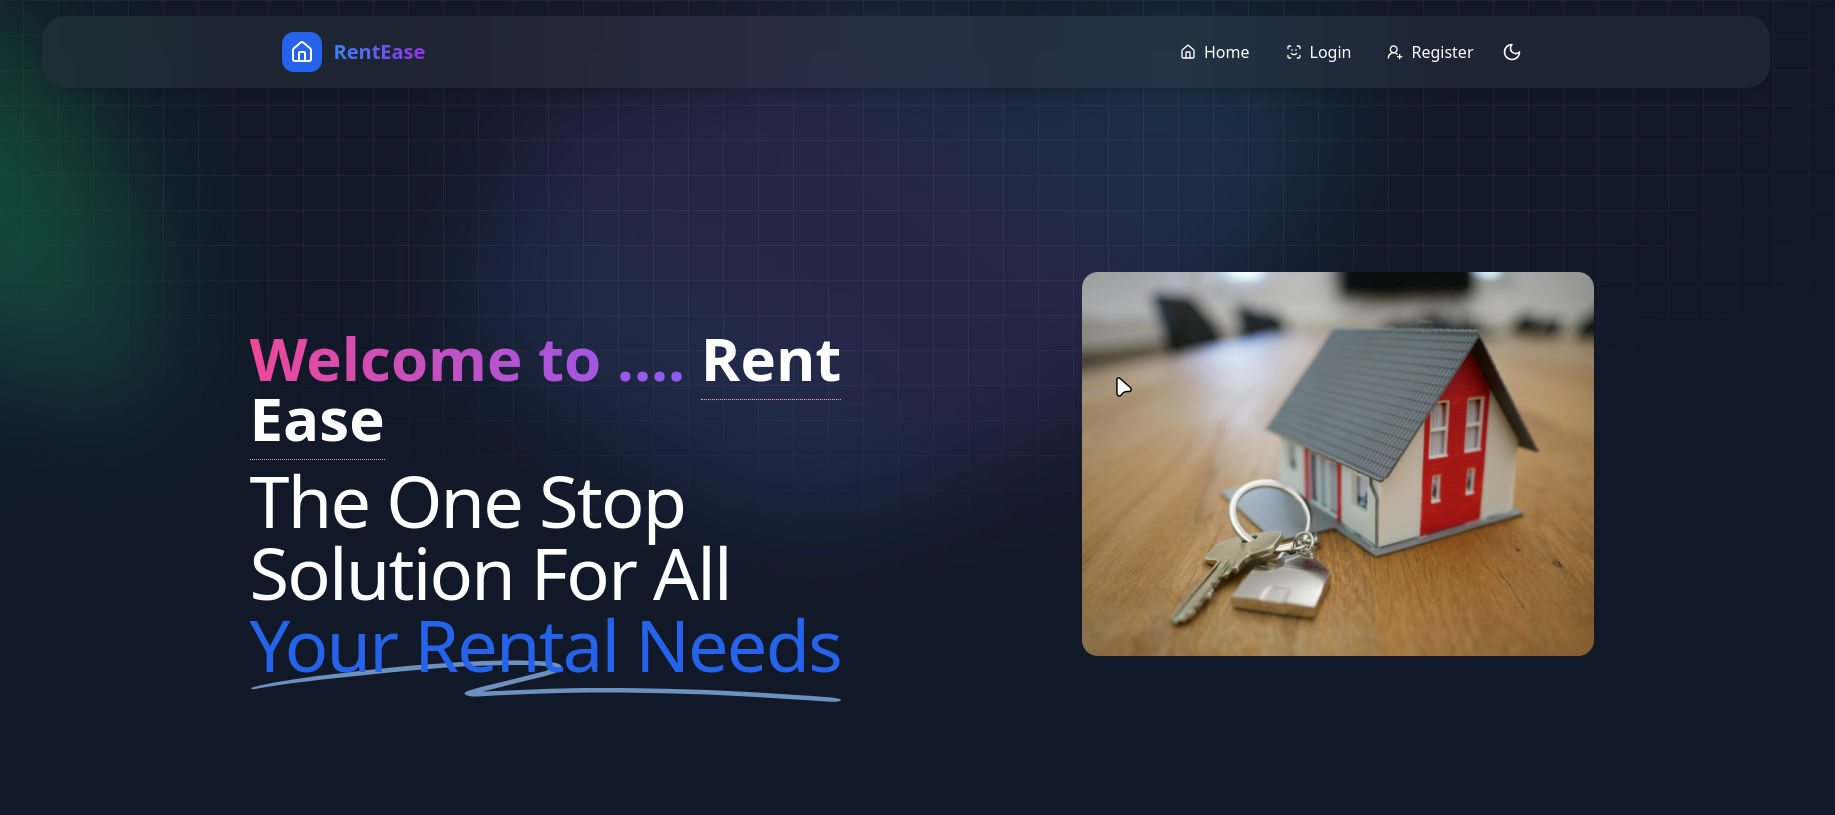 RentEase
Home
Login
Register
Welcome to .... Rent
Ease
The One Stop
Solution For All
Your Rental Needs